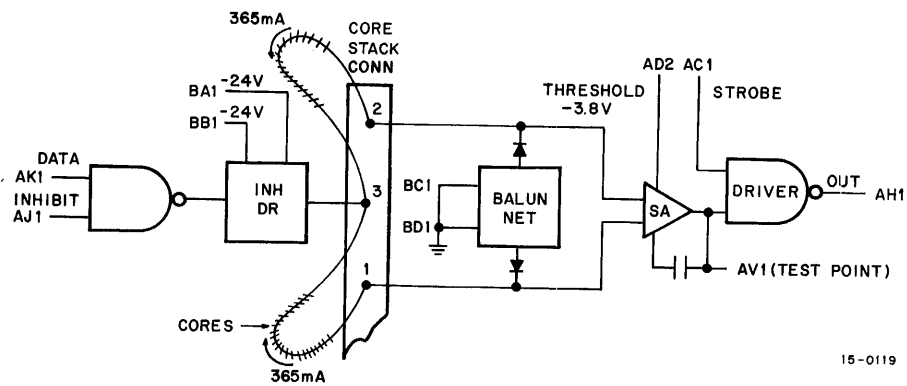 365mA
CORE
STACK
CONN
BA1
-24V
BB1
-24V
DATA
AK1
INHIBIT
AJ1
INH
DR
2
3
1
CORES
365mA
BC1
BD1
BALUN
NET
THRESHOLD
-3.8V
AD2
AC1
STROBE
SA
DRIVER
OUT
AH1
AV1(TEST POINT)
15-0119